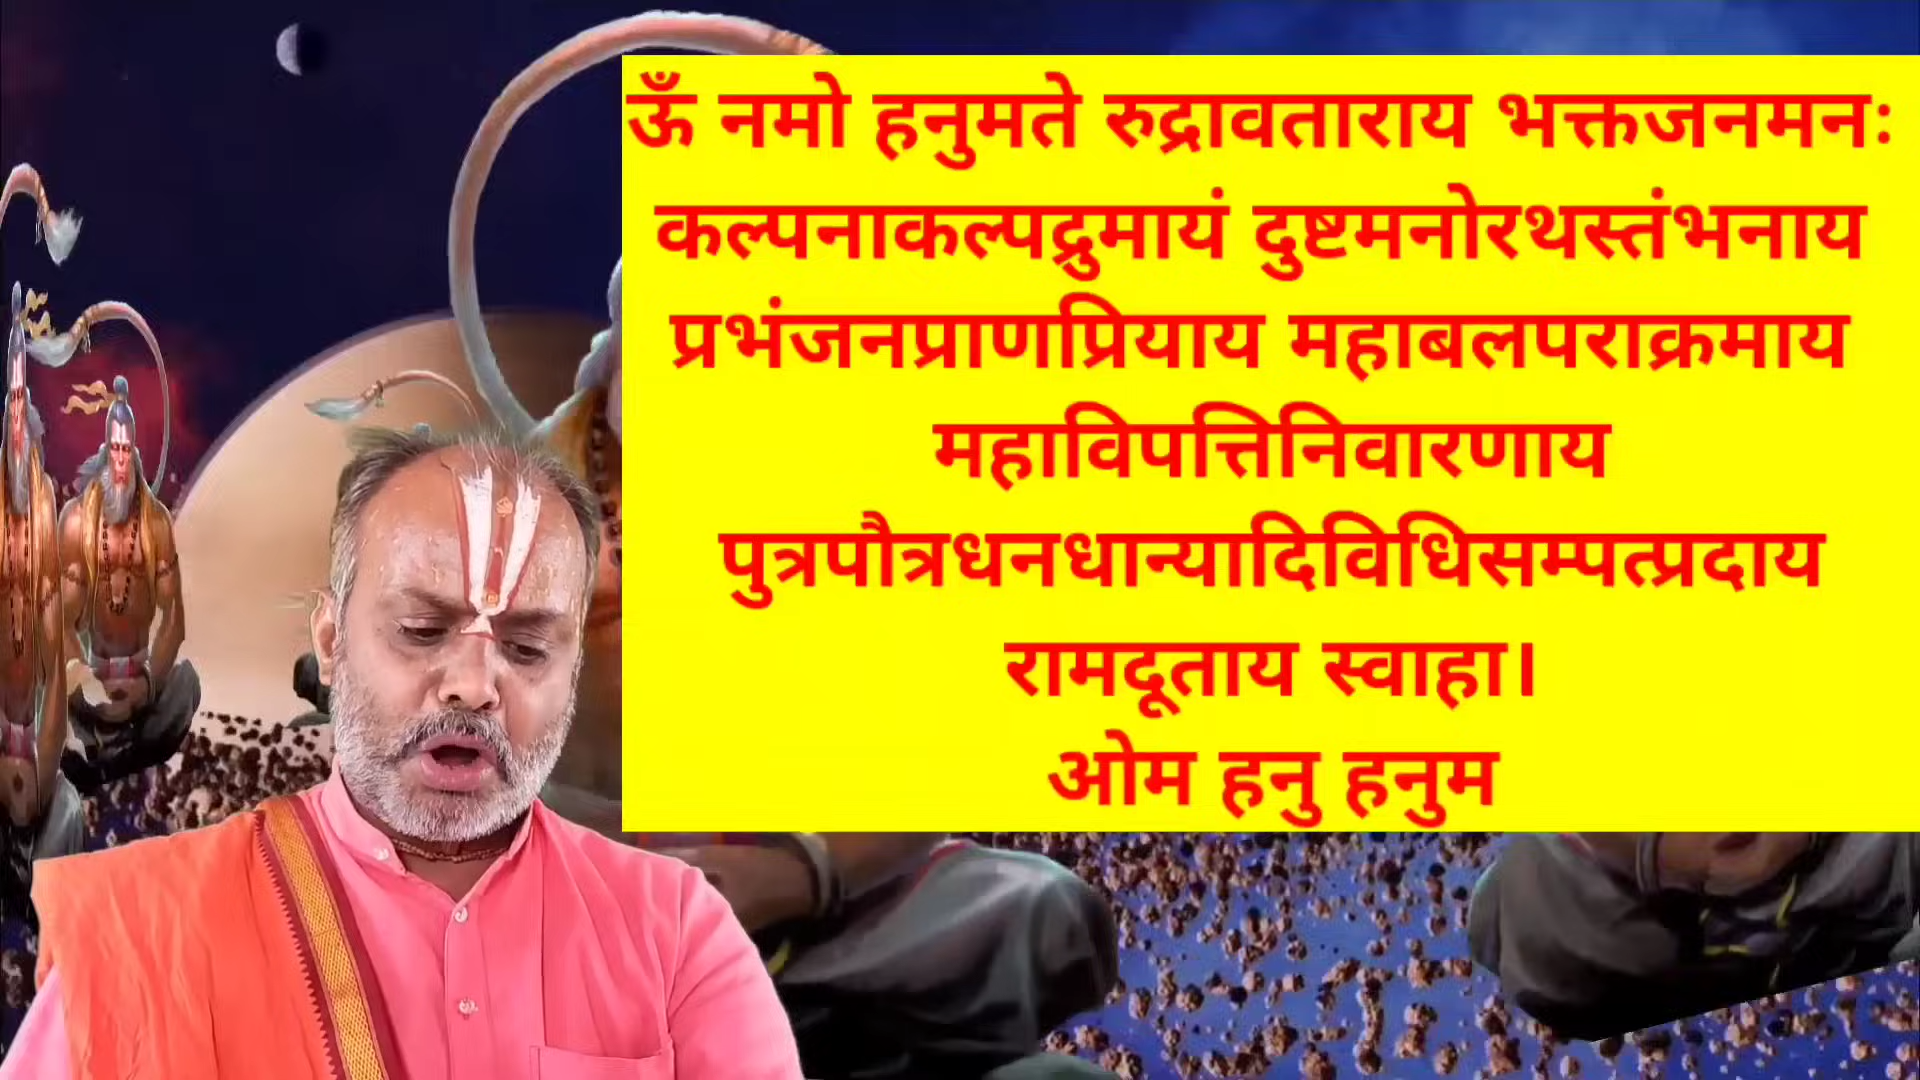 ऊँ नमो हनुमते रुद्रावताराय भक्तजनमनः
कल्पनाकल्पद्रुमायं दुष्टमनोरथस्तंभनाय
प्रभंजनप्राणप्रियाय महाबलपराक्रमाय
महाविपत्तिनिवारणाय
पुत्रपौत्रधनधान्यादिविधिसम्पत्प्रदाय
रामदूताय स्वाहा।
ओम हनु हनुम